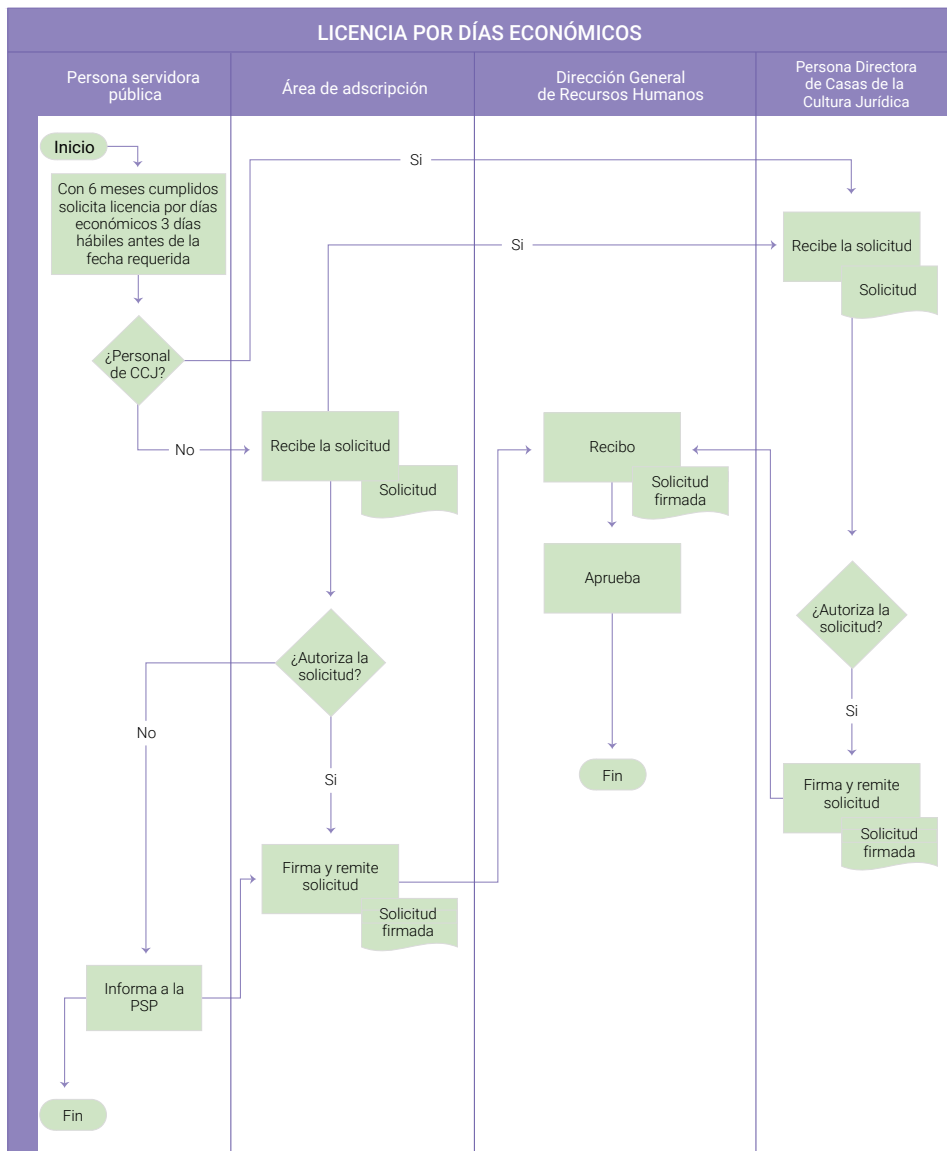 LICENCIA POR DÍAS ECONÓMICOS
Persona servidora
pública
Área de adscripción
Dirección General
de Recursos Humanos
Persona Directora
de Casas de la
Cultura Jurídica
Inicio
Con 6 meses cumplidos
solicita licencia por días
económicos 3 días
hábiles antes de la
fecha requerida
¿Personal
de CCJ?
Si
No
Recibe la solicitud
Solicitud
Si
¿Autoriza la
solicitud?
No
Si
Firma y remite
solicitud
Solicitud
firmada
Informa a la
PSP
Fin
Recibo
Solicitud
firmada
Aprueba
Fin
Recibe la solicitud
Solicitud
¿Autoriza la
solicitud?
Si
Firma y remite
solicitud
Solicitud
firmada